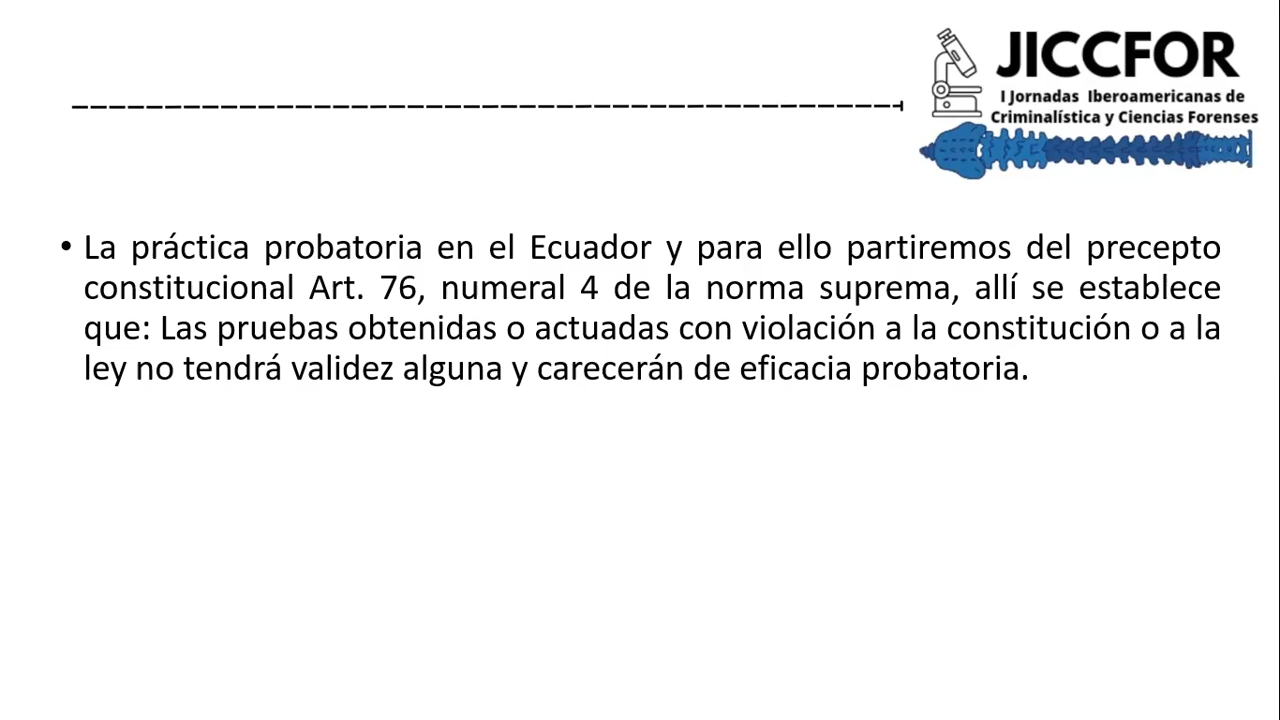 JICCFOR
I Jornadas Iberoamericanas de
Criminalística y Ciencias Forenses
• La práctica probatoria en el Ecuador y para ello partiremos del precepto
constitucional Art. 76, numeral 4 de la norma suprema, allí se establece
que: Las pruebas obtenidas o actuadas con violación a la constitución o a la
ley no tendrá validez alguna y carecerán de eficacia probatoria.